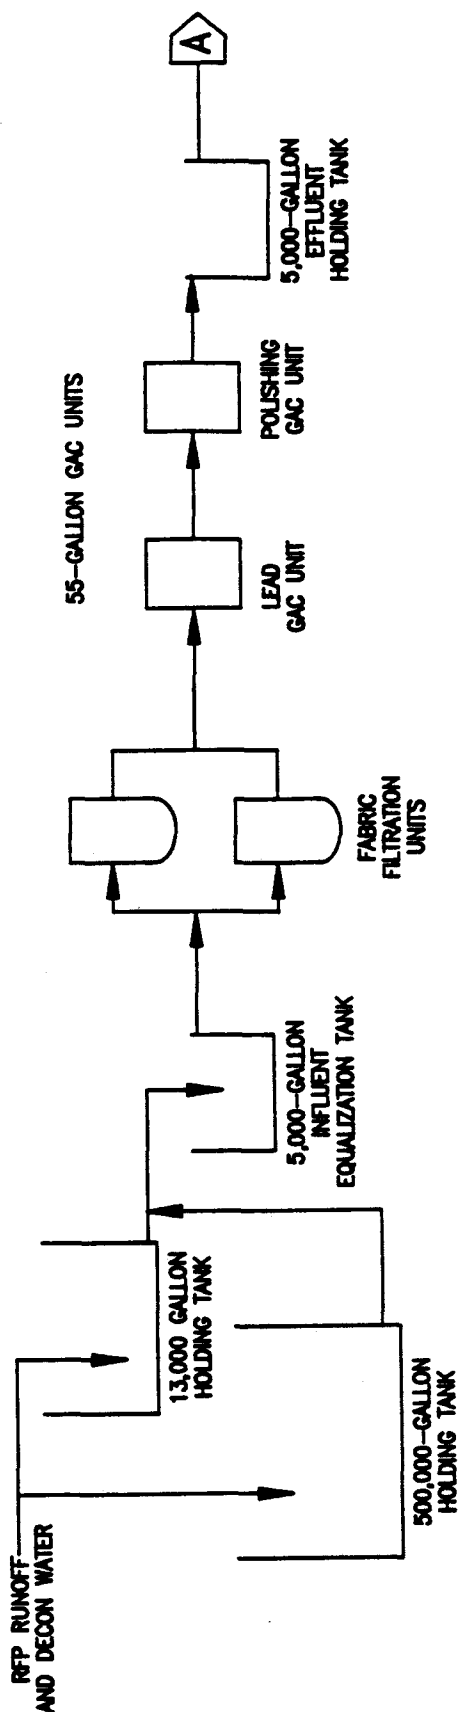 RFP RUNOFF
AND DECON WATER
13,000 GALLON
HOLDING TANK
500,000-GALLON
HOLDING TANK
5,000-GALLON
INFLUENT
EQUALIZATION TANK
FABRIC
FILTRATION
UNITS
55-GALLON GAC UNITS
LEAD
GAC UNIT
POLISHING
GAC UNIT
5,000-GALLON
EFFLUENT
HOLDING TANK
A